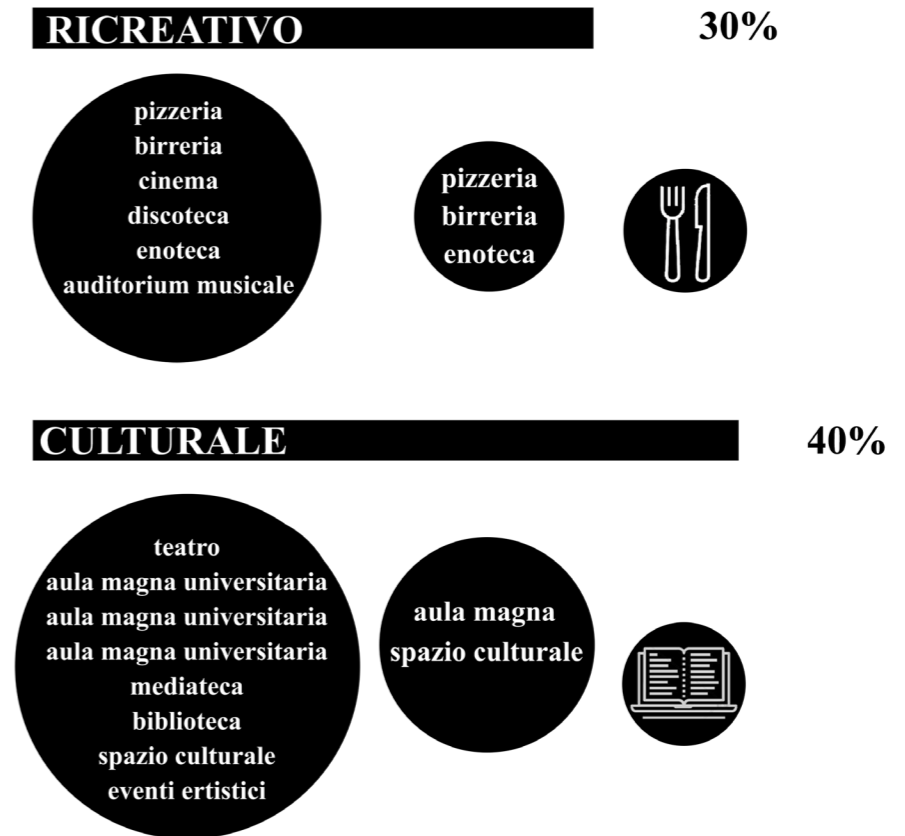 RICREATIVO 30%
pizzeria
birreria
cinema
discoteca
enoteca
auditorium musicale
pizzeria
birreria
enoteca
CULTURALE 40%
teatro
aula magna universitaria
aula magna universitaria
aula magna universitaria
mediateca
biblioteca
spazio culturale
eventi ertistici
aula magna
spazio culturale